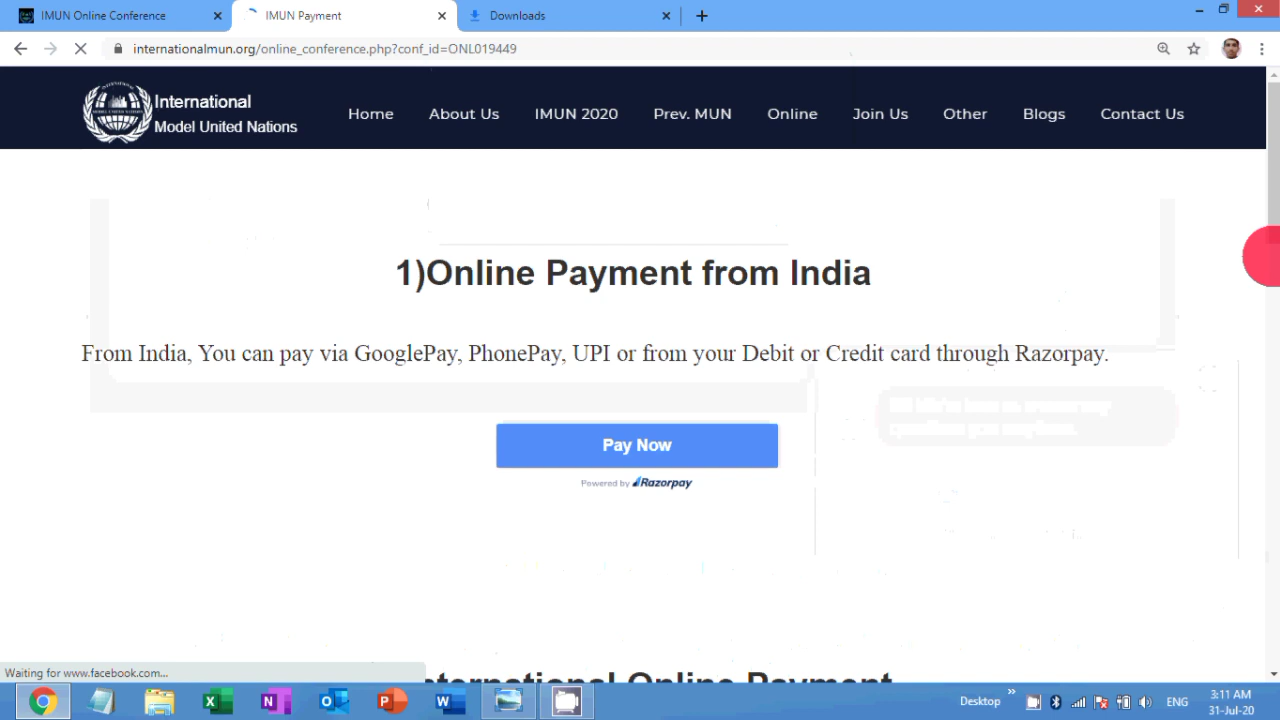 IMUN Online Conference
IMUN Payment
Downloads
internationalmun.org/online_conference.php?conf_id=ONL019449
International
Model United Nations
Home
About Us
IMUN 2020
Prev. MUN
Online
Join Us
Other
Blogs
Contact Us
1)Online Payment from India
From India, You can pay via GooglePay, PhonePay, UPI or from your Debit or Credit card through Razorpay.
Pay Now
Powered by Razorpay
International Online Payment
Waiting for www.facebook.com...
Desktop
ENG
3:11 AM
31-Jul-20